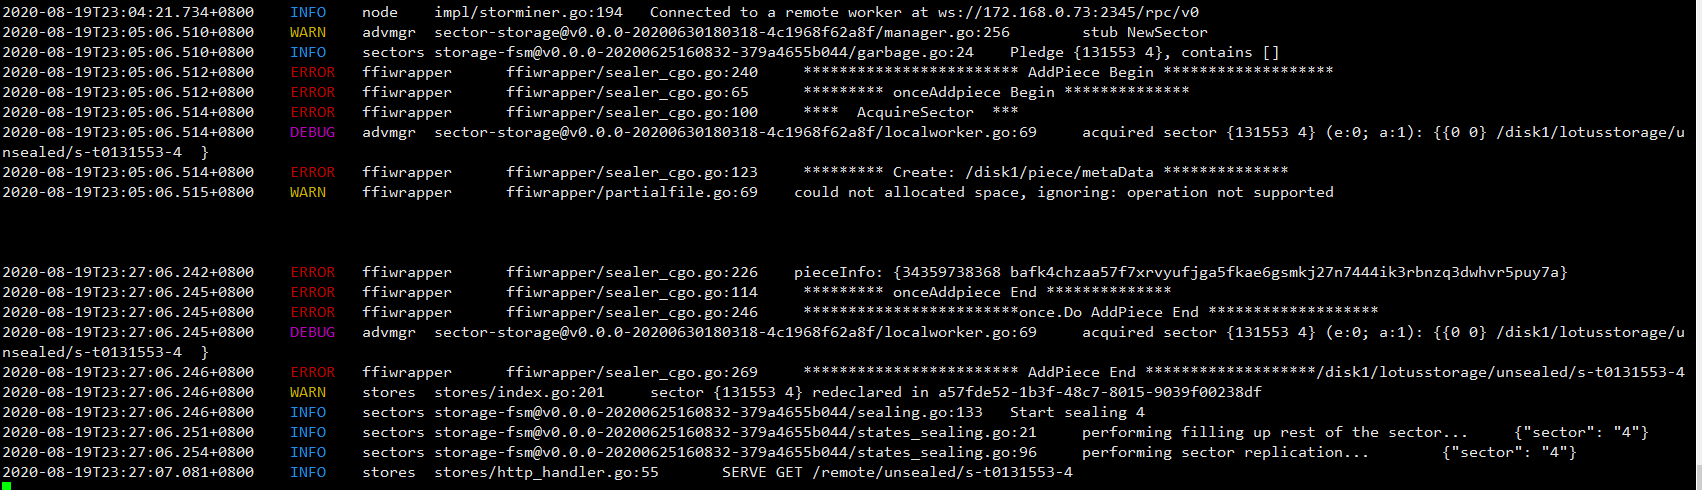 2020-08-19T23:04:21.734+0800 INFO node impl/storminer.go:194 Connected to a remote worker at ws://172.168.0.73:2345/rpc/v0
2020-08-19T23:05:06.510+0800 WARN advmgr sector-storage@v0.0.0-20200630180318-4c1968f62a8f/manager.go:256 stub NewSector
2020-08-19T23:05:06.510+0800 INFO sectors storage-fsm@v0.0.0-20200625160832-379a4655b044/garbage.go:24 Pledge {131553 4}, contains []
2020-08-19T23:05:06.512+0800 ERROR ffiwrapper ffiwrapper/sealer_cgo.go:240 ************************ AddPiece Begin *******************
2020-08-19T23:05:06.512+0800 ERROR ffiwrapper ffiwrapper/sealer_cgo.go:65 ********* onceAddpiece Begin **************
2020-08-19T23:05:06.514+0800 ERROR ffiwrapper ffiwrapper/sealer_cgo.go:100 **** AcquireSector ***
2020-08-19T23:05:06.514+0800 DEBUG advmgr sector-storage@v0.0.0-20200630180318-4c1968f62a8f/localworker.go:69 acquired sector {131553 4} (e:0; a:1): {{0 0} /disk1/lotusstorage/u
nsealed/s-t0131553-4 }
2020-08-19T23:05:06.514+0800 ERROR ffiwrapper ffiwrapper/sealer_cgo.go:123 ********* Create: /disk1/piece/metaData **************
2020-08-19T23:05:06.515+0800 WARN ffiwrapper ffiwrapper/partialfile.go:69 could not allocated space, ignoring: operation not supported
2020-08-19T23:27:06.242+0800 ERROR ffiwrapper ffiwrapper/sealer_cgo.go:226 pieceInfo: {34359738368 bafk4chzaa57f7xrvyufjga5fkae6gsmkj27n7444ik3rbnzq3dwhvr5puy7a}
2020-08-19T23:27:06.245+0800 ERROR ffiwrapper ffiwrapper/sealer_cgo.go:114 ********* onceAddpiece End **************
2020-08-19T23:27:06.245+0800 ERROR ffiwrapper ffiwrapper/sealer_cgo.go:246 ************************once.Do AddPiece End *******************
2020-08-19T23:27:06.245+0800 DEBUG advmgr sector-storage@v0.0.0-20200630180318-4c1968f62a8f/localworker.go:69 acquired sector {131553 4} (e:0; a:1): {{0 0} /disk1/lotusstorage/u
nsealed/s-t0131553-4 }
2020-08-19T23:27:06.246+0800 ERROR ffiwrapper ffiwrapper/sealer_cgo.go:269 ************************ AddPiece End *******************/disk1/lotusstorage/unsealed/s-t0131553-4
2020-08-19T23:27:06.246+0800 WARN stores stores/index.go:201 sector {131553 4} redeclared in a57fde52-1b3f-48c7-8015-9039f00238df
2020-08-19T23:27:06.246+0800 INFO sectors storage-fsm@v0.0.0-20200625160832-379a4655b044/sealing.go:133 Start sealing 4
2020-08-19T23:27:06.251+0800 INFO sectors storage-fsm@v0.0.0-20200625160832-379a4655b044/states_sealing.go:21 performing filling up rest of the sector... {"sector": "4"}
2020-08-19T23:27:06.254+0800 INFO sectors storage-fsm@v0.0.0-20200625160832-379a4655b044/states_sealing.go:96 performing sector replication... {"sector": "4"}
2020-08-19T23:27:07.081+0800 INFO stores stores/http_handler.go:55 SERVE GET /remote/unsealed/s-t0131553-4